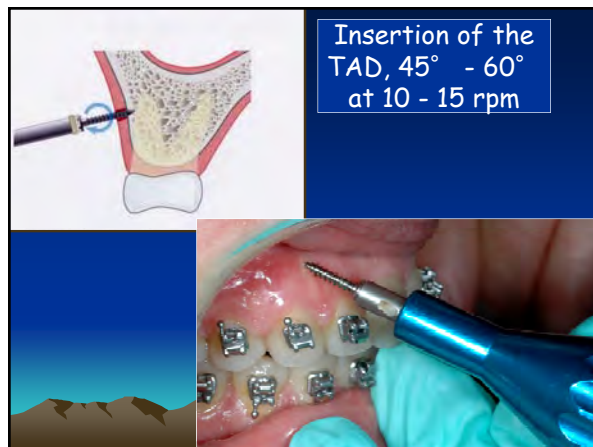 Insertion of the
TAD, 45° - 60°
at 10 - 15 rpm